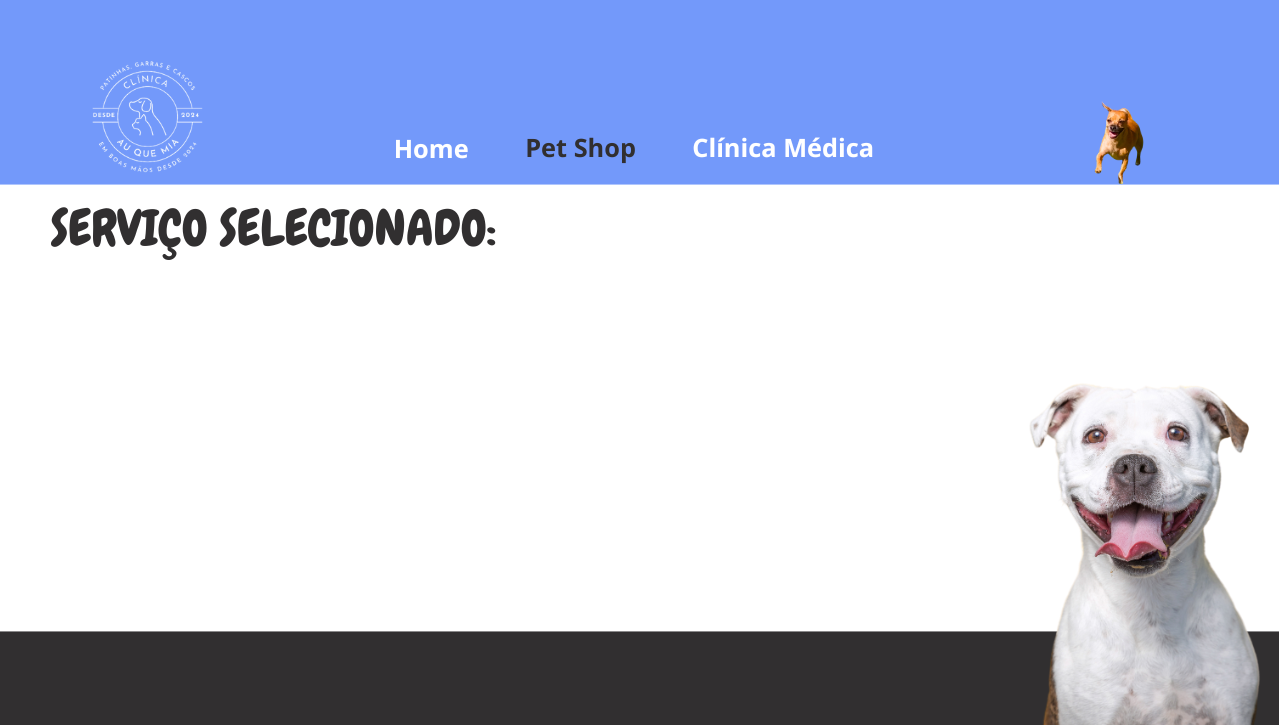 PATINHAS, GARRAS E CASCOS
CLÍNICA
DESDE
2024
AU QUE MIA
EM BOAS MÃOS DESDE 2024
Home
Pet Shop
Clínica Médica
SERVIÇO SELECIONADO: